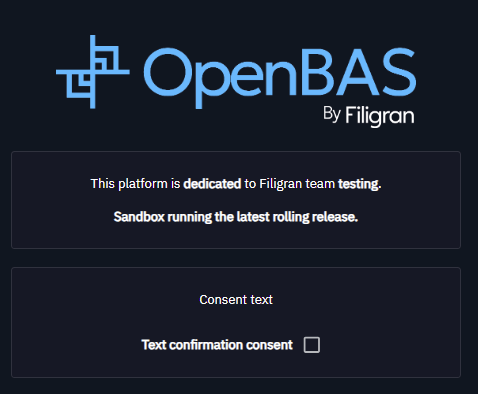 OpenBAS
By Filigran
This platform is dedicated to Filigran team testing.
Sandbox running the latest rolling release.
Consent text
Text confirmation consent